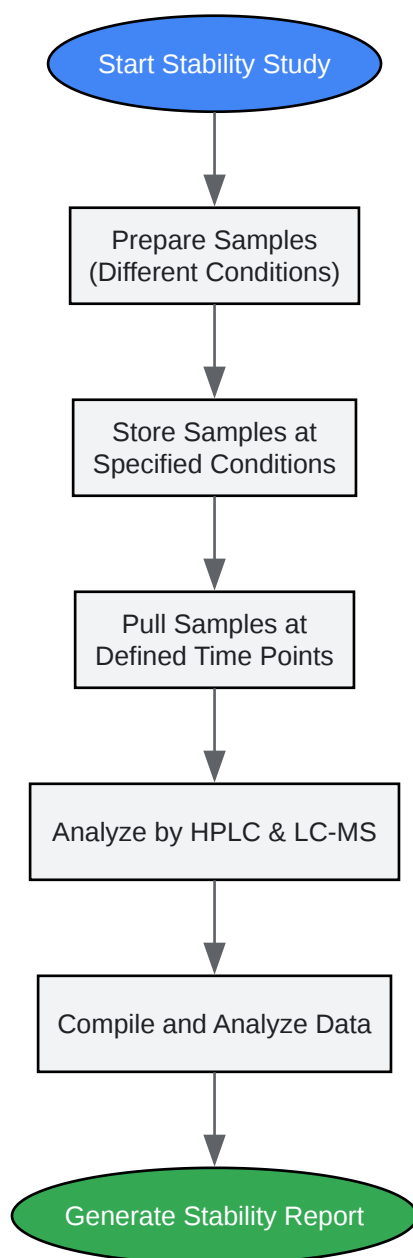 Start Stability Study
Prepare Samples
(Different Conditions)
Store Samples at
Specified Conditions
Pull Samples at
Defined Time Points
Analyze by HPLC & LC-MS
Compile and Analyze Data
Generate Stability Report